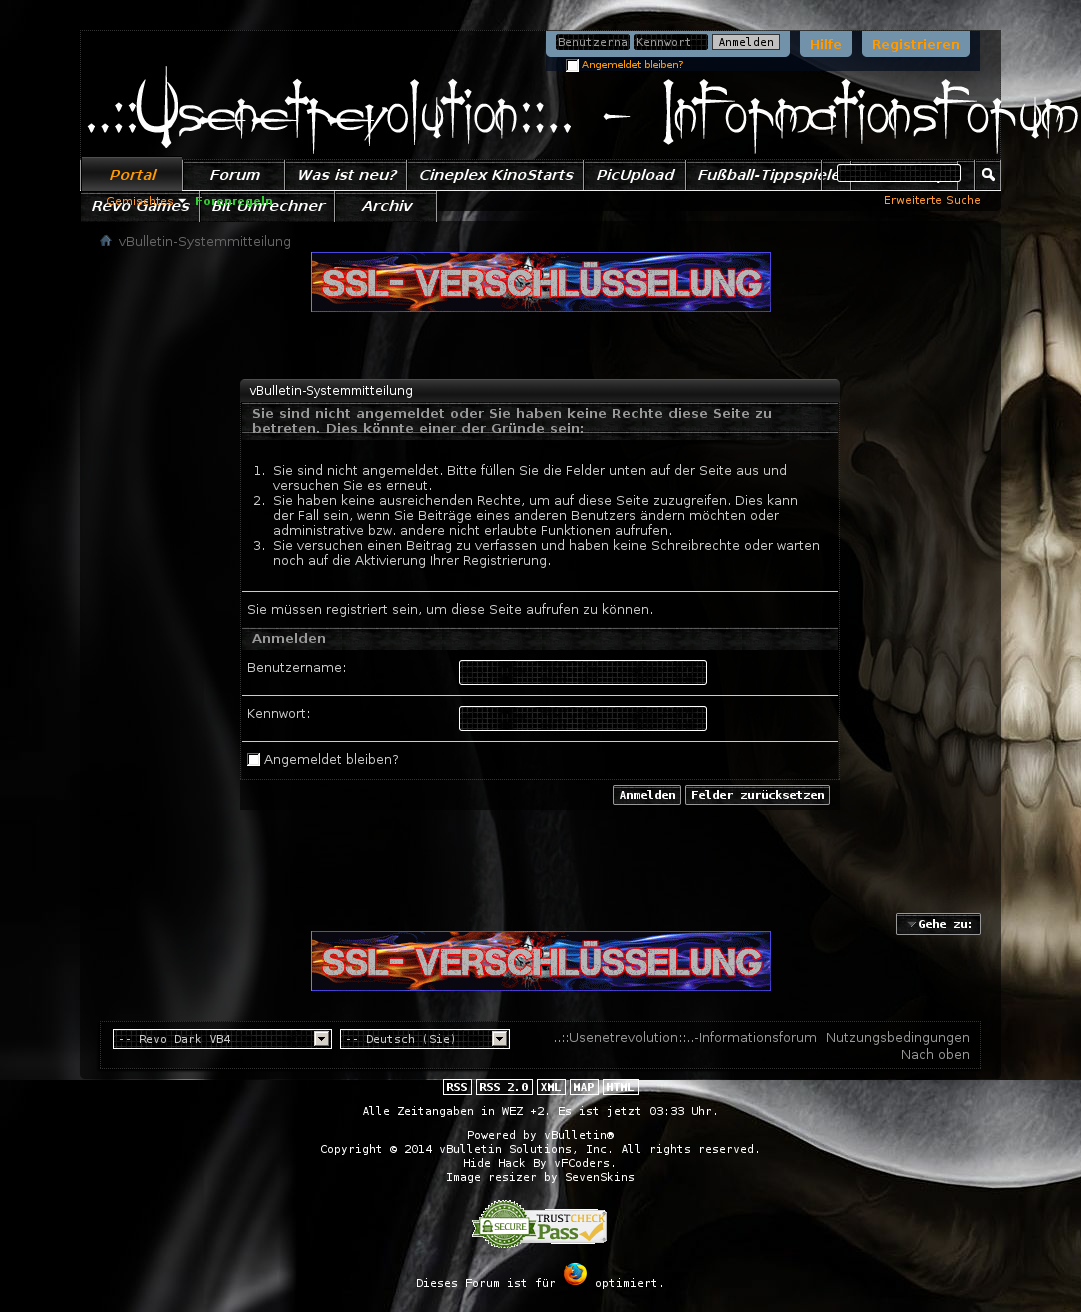 Benutzerna Kennwort Anmelden Hilfe Registrieren
Angemeldet bleiben?
..::Usenetrevolution::.. - InformationsForum
Portal Forum Was ist neu? Cineplex KinoStarts PicUpload Fußball-Tippspiele
Revo Games Bit Umrechner Archiv
Gemischtes Forenregeln Erweiterte Suche
vBulletin-Systemmitteilung
SSL- VERSCHLÜSSELUNG
vBulletin-Systemmitteilung
Sie sind nicht angemeldet oder Sie haben keine Rechte diese Seite zu
betreten. Dies könnte einer der Gründe sein:
1. Sie sind nicht angemeldet. Bitte füllen Sie die Felder unten auf der Seite aus und
versuchen Sie es erneut.
2. Sie haben keine ausreichenden Rechte, um auf diese Seite zuzugreifen. Dies kann
der Fall sein, wenn Sie Beiträge eines anderen Benutzers ändern möchten oder
administrative bzw. andere nicht erlaubte Funktionen aufrufen.
3. Sie versuchen einen Beitrag zu verfassen und haben keine Schreibrechte oder warten
noch auf die Aktivierung Ihrer Registrierung.
Sie müssen registriert sein, um diese Seite aufrufen zu können.
Anmelden
Benutzername:
Kennwort:
Angemeldet bleiben?
Anmelden Felder zurücksetzen
Gehe zu:
SSL- VERSCHLÜSSELUNG
-- Revo Dark VB4 -- Deutsch (Sie) ..::Usenetrevolution::..-Informationsforum Nutzungsbedingungen
Nach oben
RSS RSS 2.0 XML MAP HTML
Alle Zeitangaben in WEZ +2. Es ist jetzt 03:33 Uhr.
Powered by vBulletin®
Copyright © 2014 vBulletin Solutions, Inc. All rights reserved.
Hide Hack By vFCoders.
Image resizer by SevenSkins
SECURE TRUSTCHECK
Pass
Dieses Forum ist für optimiert.